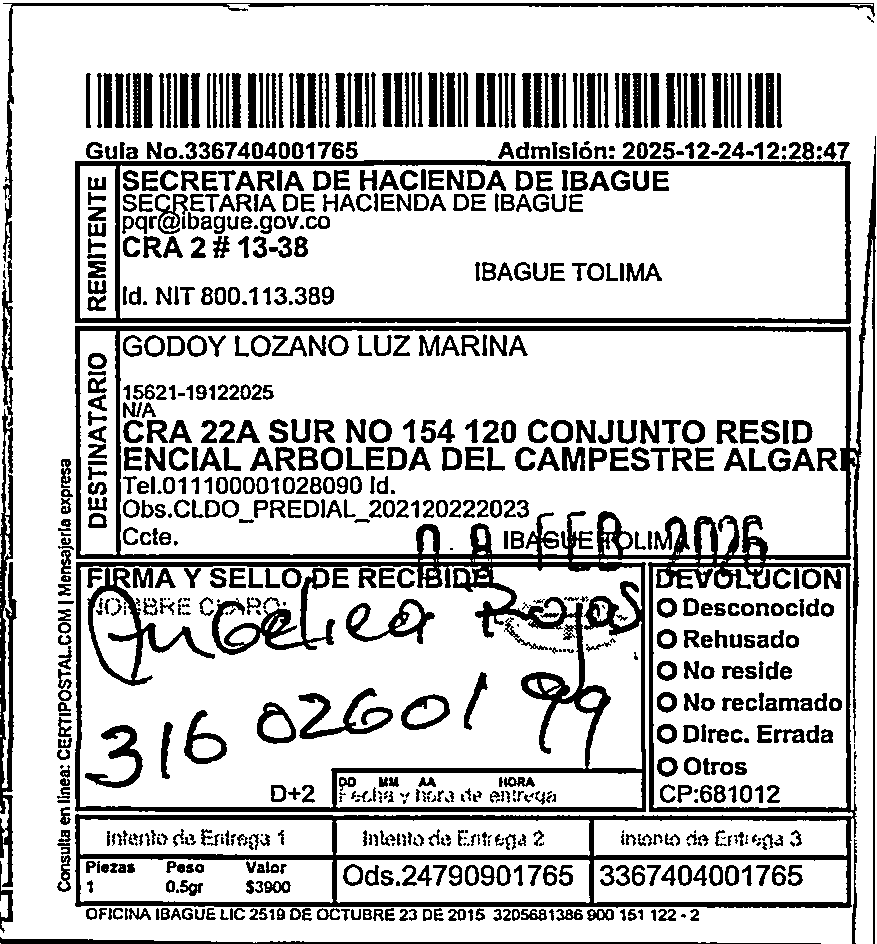 Guia No.3367404001765 Admisión: 2025-12-24-12:28:47
REMITENTE
SECRETARIA DE HACIENDA DE IBAGUE
SECRETARIA DE HACIENDA DE IBAGUE
pqr@ibague.gov.co
CRA 2 # 13-38
IBAGUE TOLIMA
Id. NIT 800.113.389
DESTINATARIO
GODOY LOZANO LUZ MARINA
15621-19122025
N/A
CRA 22A SUR NO 154 120 CONJUNTO RESID
ENCIAL ARBOLEDA DEL CAMPESTRE ALGARR
Tel.011100001028090 Id.
Obs.CLDO_PREDIAL_202120222023
Ccte. IBAGUE TOLIMA
FEB 2026
FIRMA Y SELLO DE RECIBIDO
NOMBRE CLARO:
Angelica Rojas
316 0260199
D+2
DD MM AA HORA
Fecha y hora de entrega
DEVOLUCION
Desconocido
Rehusado
No reside
No reclamado
Direc. Errada
Otros
CP:681012
Intento de Entrega 1 Intento de Entrega 2 Intento de Entrega 3
Piezas Peso Valor
1 0.5gr $3900
Ods.24790901765 3367404001765
OFICINA IBAGUE LIC 2519 DE OCTUBRE 23 DE 2015 3205681386 900 151 122 - 2
Consulta en línea: CERTIPOSTAL.COM | Mensajería expresa